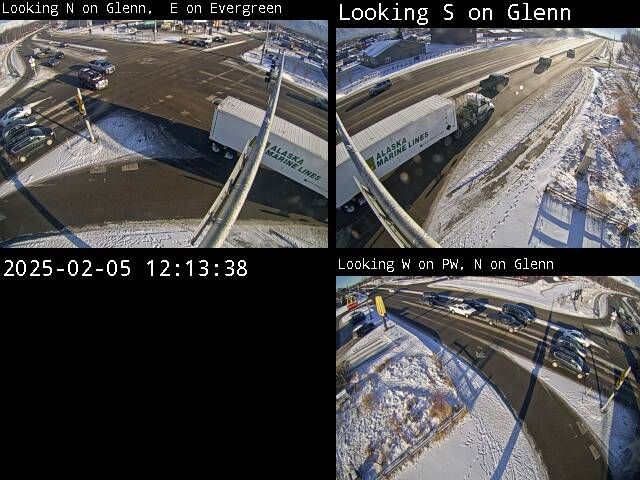 Looking N on Glenn,  E on Evergreen
Looking S on Glenn
ALASKA
MARINE LINES
ALASKA
MARINE LINES
2025-02-05 12:13:38
Looking W on PW, N on Glenn